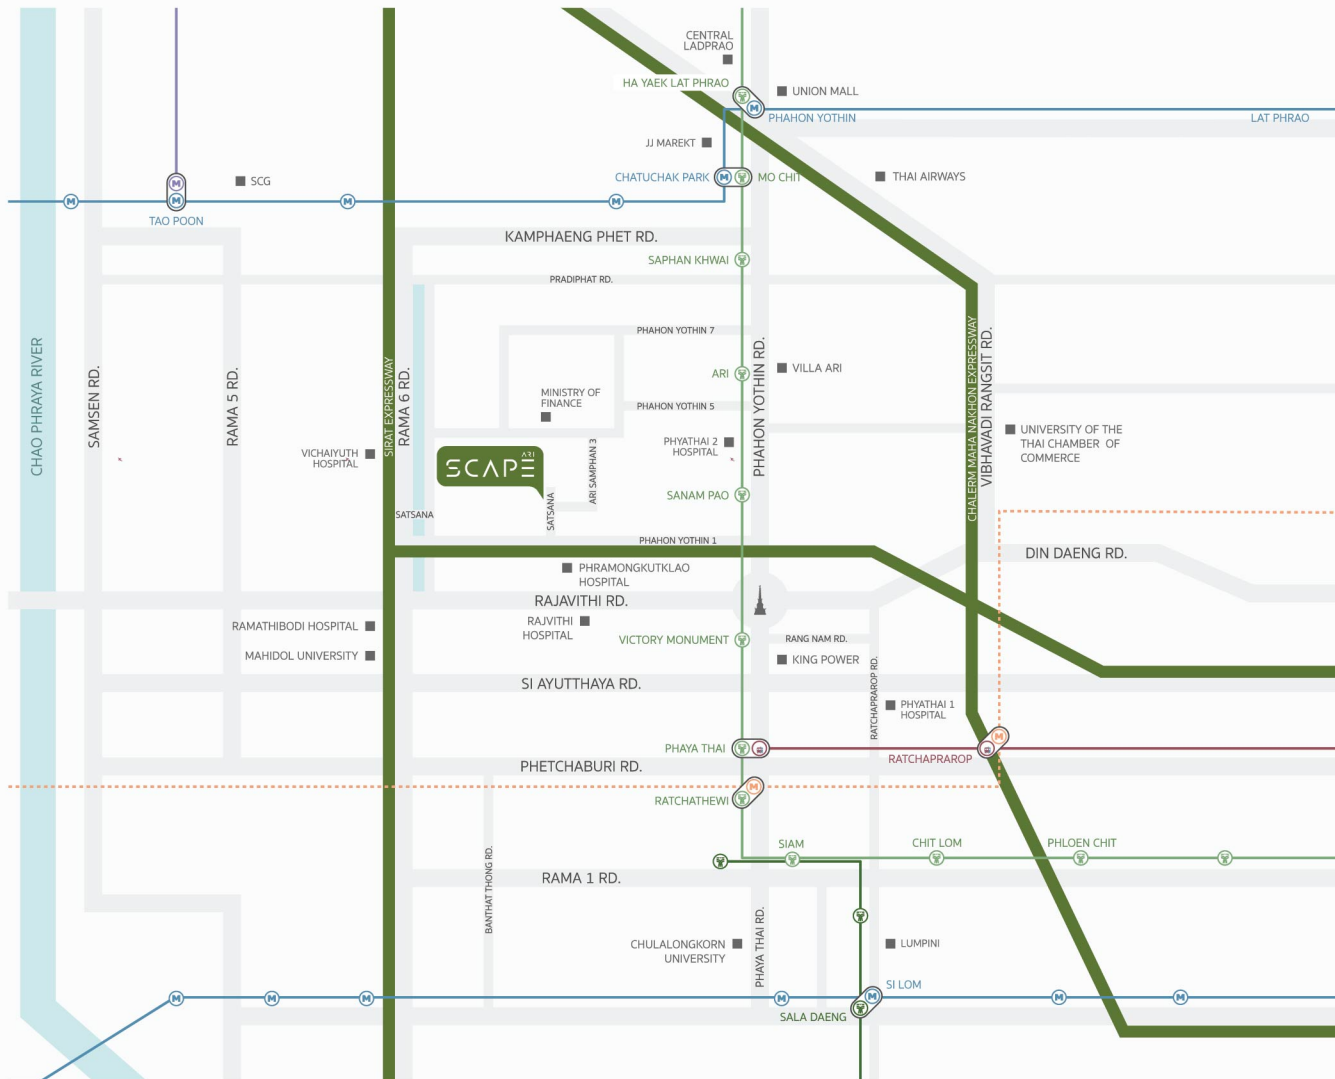 CENTRAL
LADPRAO
HA YAEK LAT PHRAO
UNION MALL
PHAHON YOTHIN
LAT PHRAO
JJ MAREKT
CHATUCHAK PARK
MO CHIT
THAI AIRWAYS
M
M
SCG
M
M
M
M
M
TAO POON
KAMPHAENG PHET RD.
SAPHAN KHWAI
PRADIPHAT RD.
PHAHON YOTHIN 7
CHAO PHRAYA RIVER
SAMSEN RD.
RAMA 5 RD.
SIRAT EXPRESSWAY
RAMA 6 RD.
PHAHON YOTHIN RD.
CHALERM MAHA NAKHON EXPRESSWAY
VIBHAVADI RANGSIT RD.
ARI
VILLA ARI
MINISTRY OF
FINANCE
PHAHON YOTHIN 5
UNIVERSITY OF THE
THAI CHAMBER OF
COMMERCE
PHYATHAI 2
HOSPITAL
VICHAIYUTH
HOSPITAL
ARI
SCAPE
ARI SAMPHAN 3
SANAM PAO
SATSANA
SATSANA
PHAHON YOTHIN 1
DIN DAENG RD.
PHRAMONGKUTKLAO
HOSPITAL
RAJAVITHI RD.
RAJVITHI
HOSPITAL
RAMATHIBODI HOSPITAL
VICTORY MONUMENT
RANG NAM RD.
MAHIDOL UNIVERSITY
KING POWER
SI AYUTTHAYA RD.
RATCHAPRAROP RD.
PHYATHAI 1
HOSPITAL
M
PHAYA THAI
RATCHAPRAROP
PHETCHABURI RD.
M
RATCHATHEWI
SIAM
CHIT LOM
PHLOEN CHIT
RAMA 1 RD.
BANTHAT THONG RD.
PHAYA THAI RD.
CHULALONGKORN
UNIVERSITY
LUMPINI
SI LOM
M
M
M
M
M
M
M
SALA DAENG